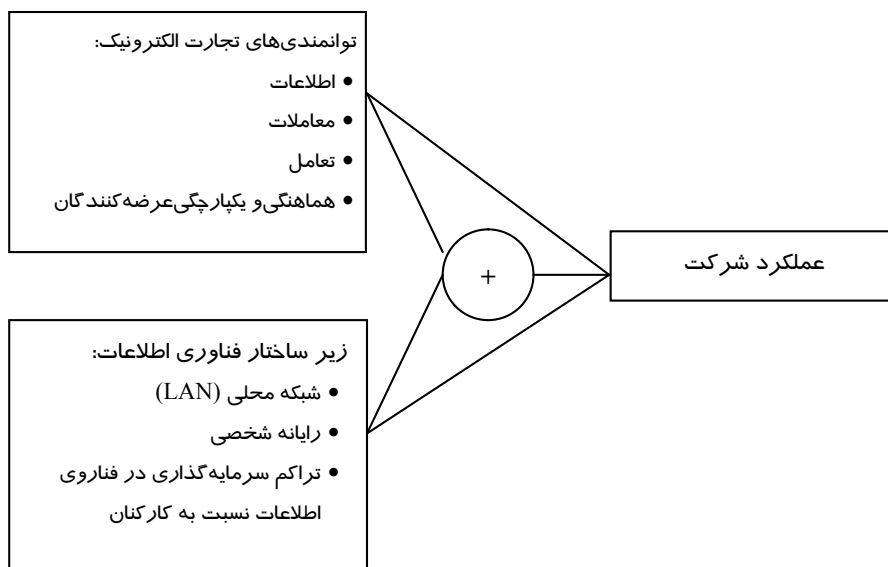 توانمندی‌های تجارت الکترونیک:
• اطلاعات
• معاملات
• تعامل
• هماهنگی و یکپارچگی عرضه‌کنندگان
+
عملکرد شرکت
زیر ساختار فناوری اطلاعات:
• شبکه محلی (LAN)
• رایانه شخصی
• تراکم سرمایه‌گذاری در فناروی
اطلاعات نسبت به کارکنان